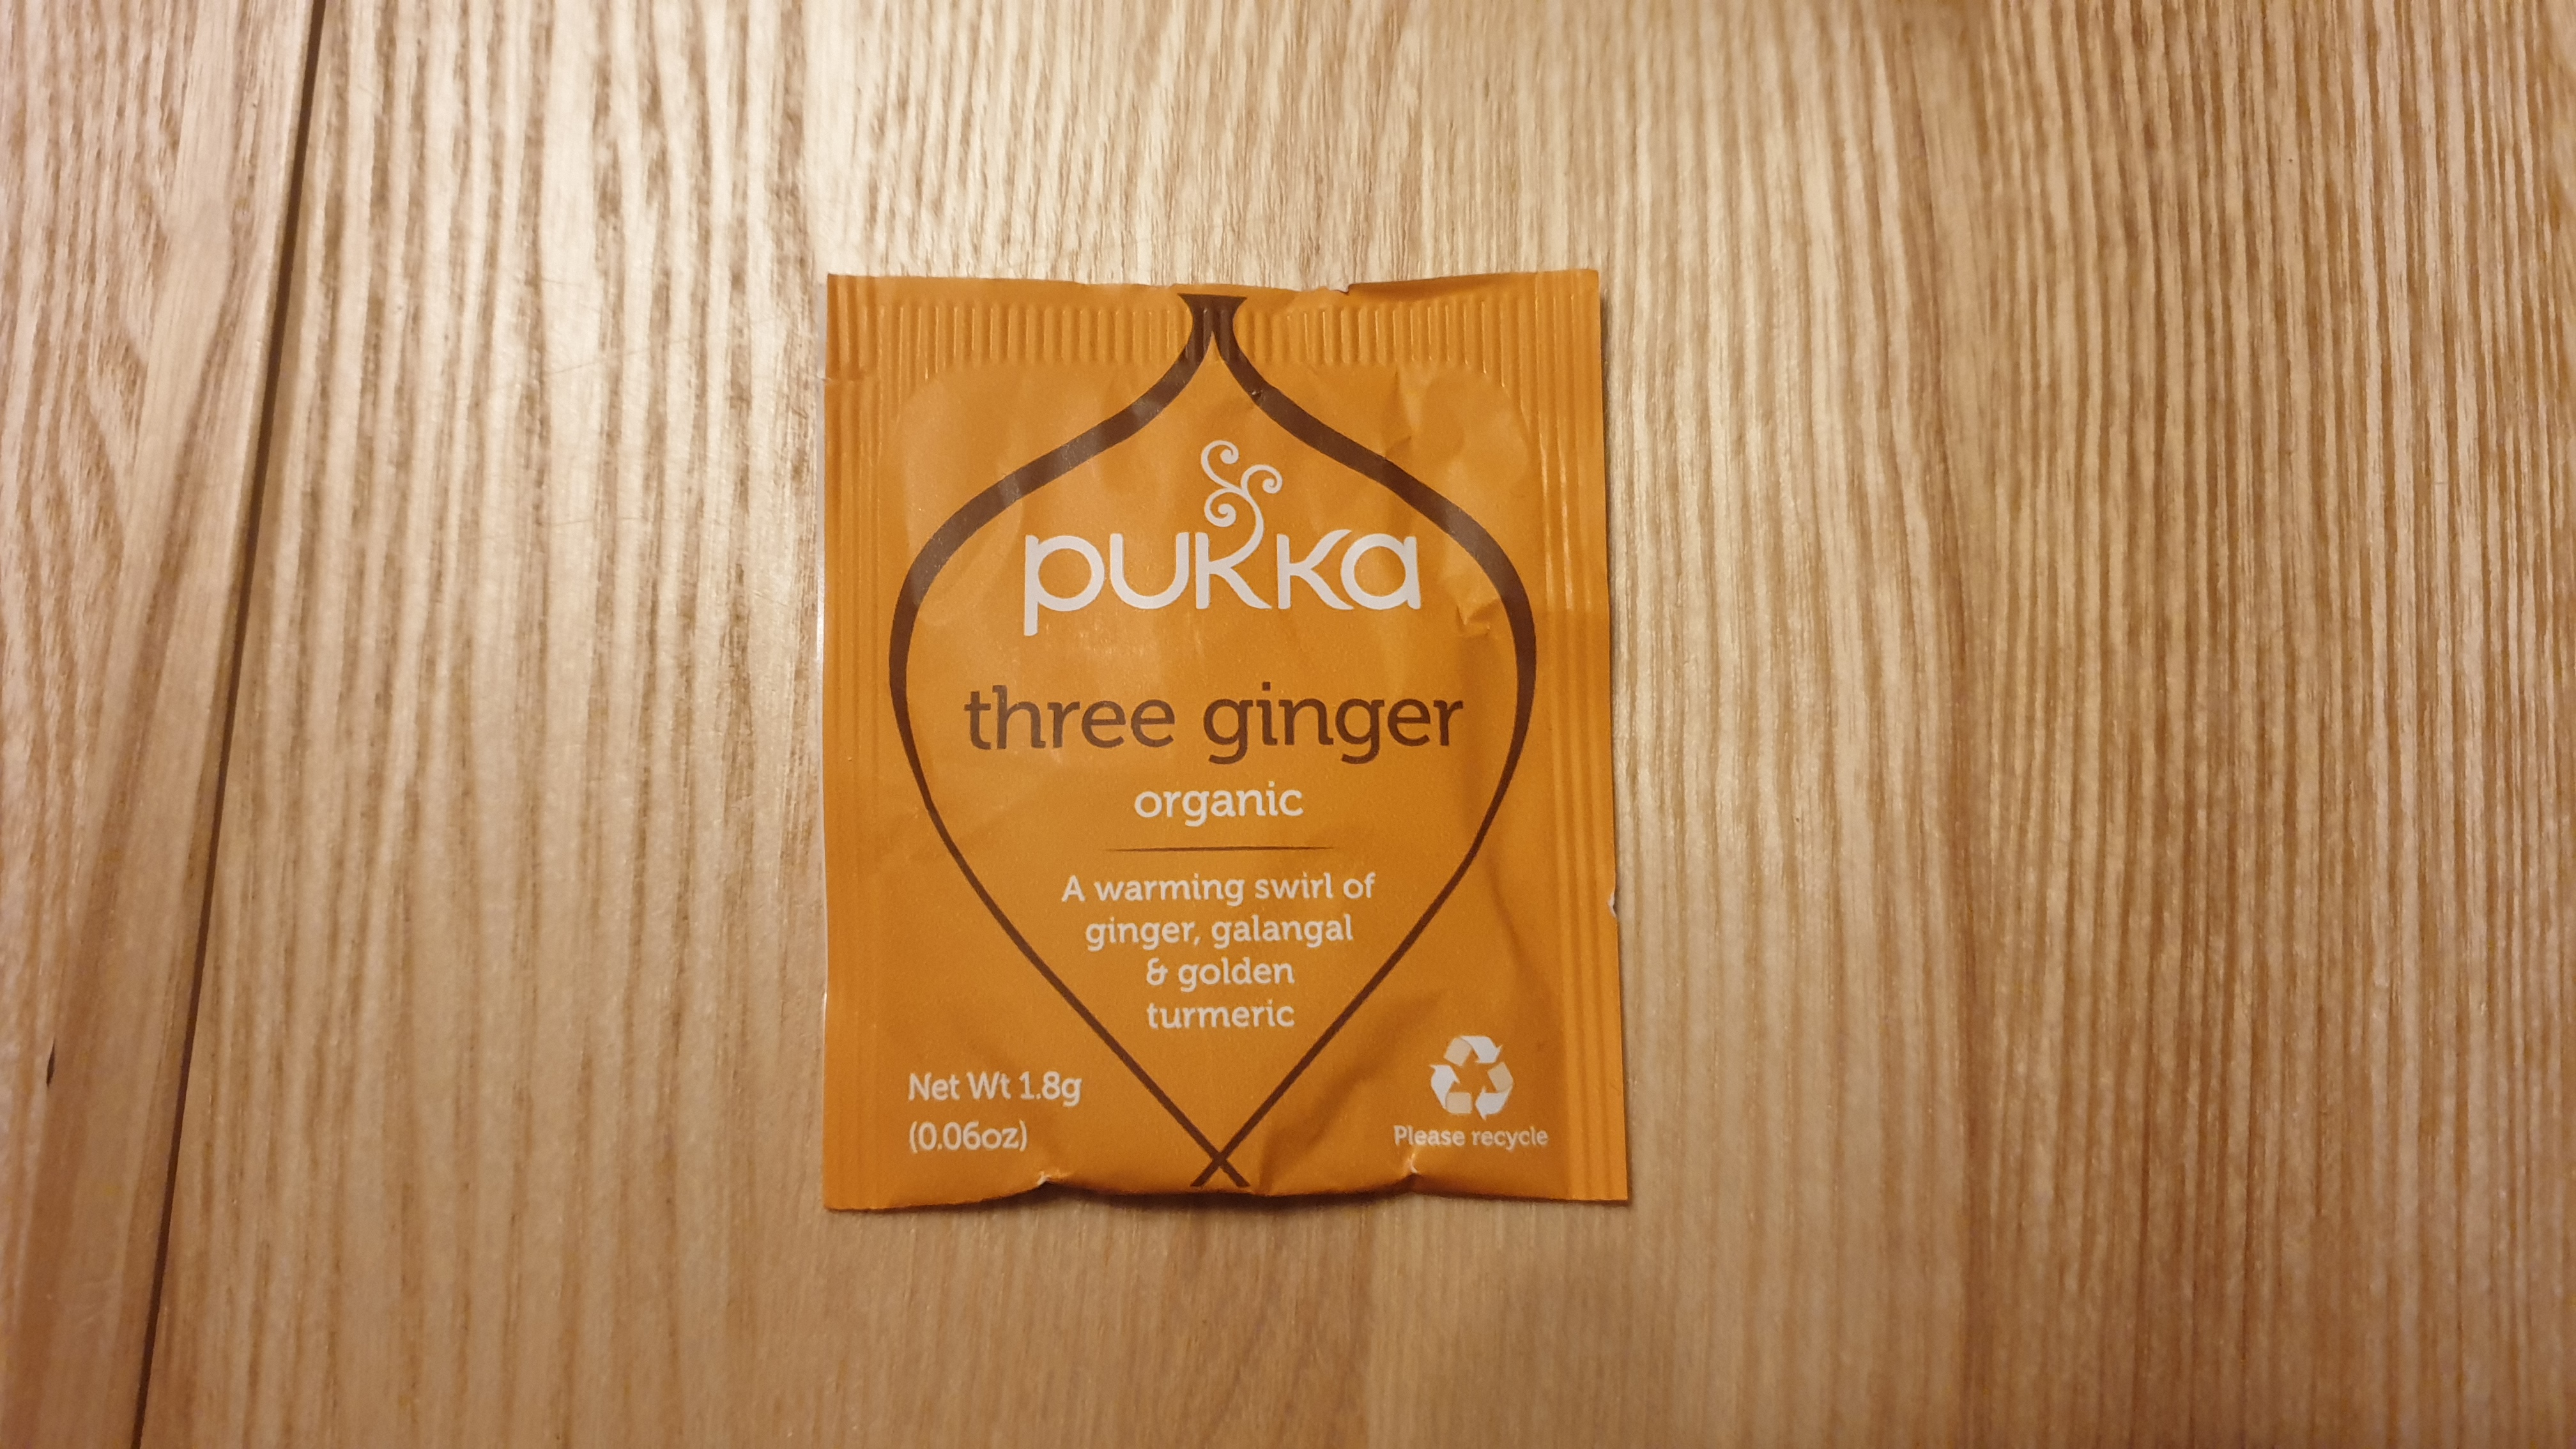 pukka
three ginger
organic
A warming swirl of
ginger, galangal
& golden
turmeric
Net Wt 1.8g
(0.06oz)
Please recycle